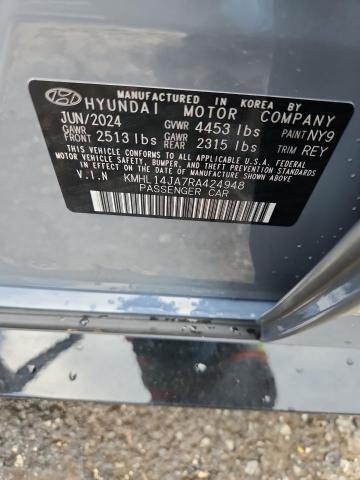 MANUFACTURED IN KOREA BY
HYUNDAI MOTOR COMPANY
JUN/2024 GVWR 4453 lbs PAINT NY9
GAWR FRONT 2513 lbs GAWR REAR 2315 lbs TRIM REY
THIS VEHICLE CONFORMS TO ALL APPLICABLE U.S.A. FEDERAL
MOTOR VEHICLE SAFETY, BUMPER, AND THEFT PREVENTION STANDARDS
IN EFFECT ON THE DATE OF MANUFACTURE SHOWN ABOVE.
V.I.N KMHL14JA7RA424948
PASSENGER CAR